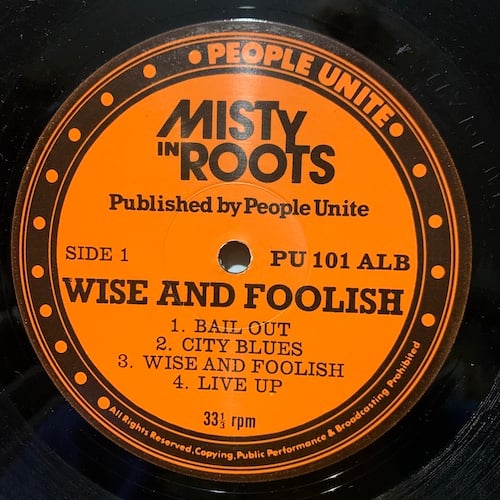 PEOPLE UNITE
MISTY
IN ROOTS
Published by People Unite
SIDE 1
PU 101 ALB
WISE AND FOOLISH
1. BAIL OUT
2. CITY BLUES
3. WISE AND FOOLISH
4. LIVE UP
33⅓ rpm
All Rights Reserved, Copying, Public Performance & Broadcasting Prohibited